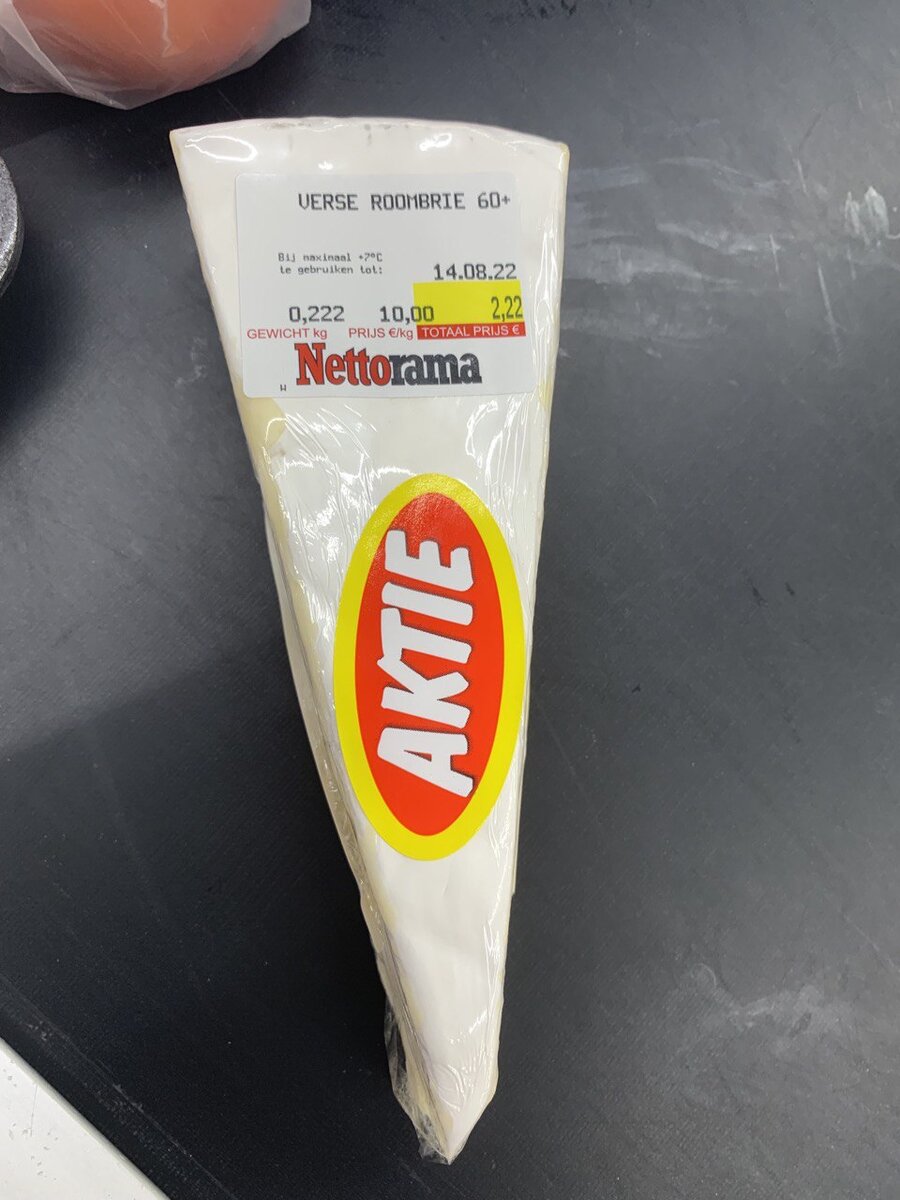 VERSE ROOMBRIE 60+
Bij maximaal +7°C
te gebruiken tot:
14.08.22
0,222 10,00 2,22
GEWICHT kg PRIJS €/kg TOTAAL PRIJS €
W Nettorama
AKTIE